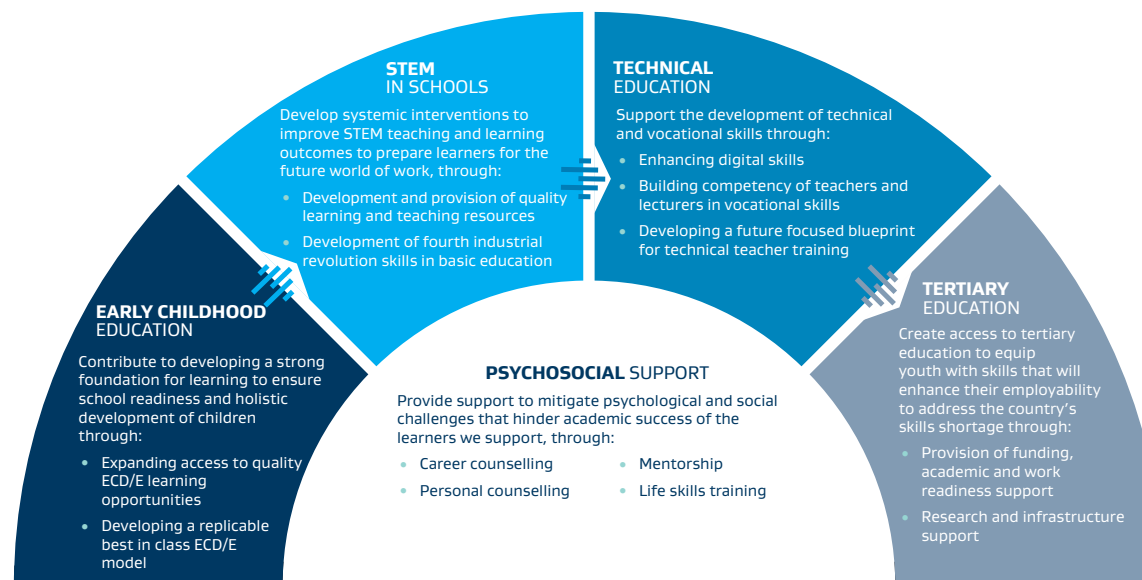 STEM
IN SCHOOLS
Develop systemic interventions to
improve STEM teaching and learning
outcomes to prepare learners for the
future world of work, through:
• Development and provision of quality
learning and teaching resources
• Development of fourth industrial
revolution skills in basic education
TECHNICAL
EDUCATION
Support the development of technical
and vocational skills through:
• Enhancing digital skills
• Building competency of teachers and
lecturers in vocational skills
• Developing a future focused blueprint
for technical teacher training
EARLY CHILDHOOD
EDUCATION
Contribute to developing a strong
foundation for learning to ensure
school readiness and holistic
development of children
through:
• Expanding access to quality
ECD/E learning
opportunities
• Developing a replicable
best in class ECD/E
model
PSYCHOSOCIAL SUPPORT
Provide support to mitigate psychological and social
challenges that hinder academic success of the
learners we support, through:
• Career counselling
• Personal counselling
• Mentorship
• Life skills training
TERTIARY
EDUCATION
Create access to tertiary
education to equip
youth with skills that will
enhance their employability
to address the country's
skills shortage through:
• Provision of funding,
academic and work
readiness support
• Research and infrastructure
support